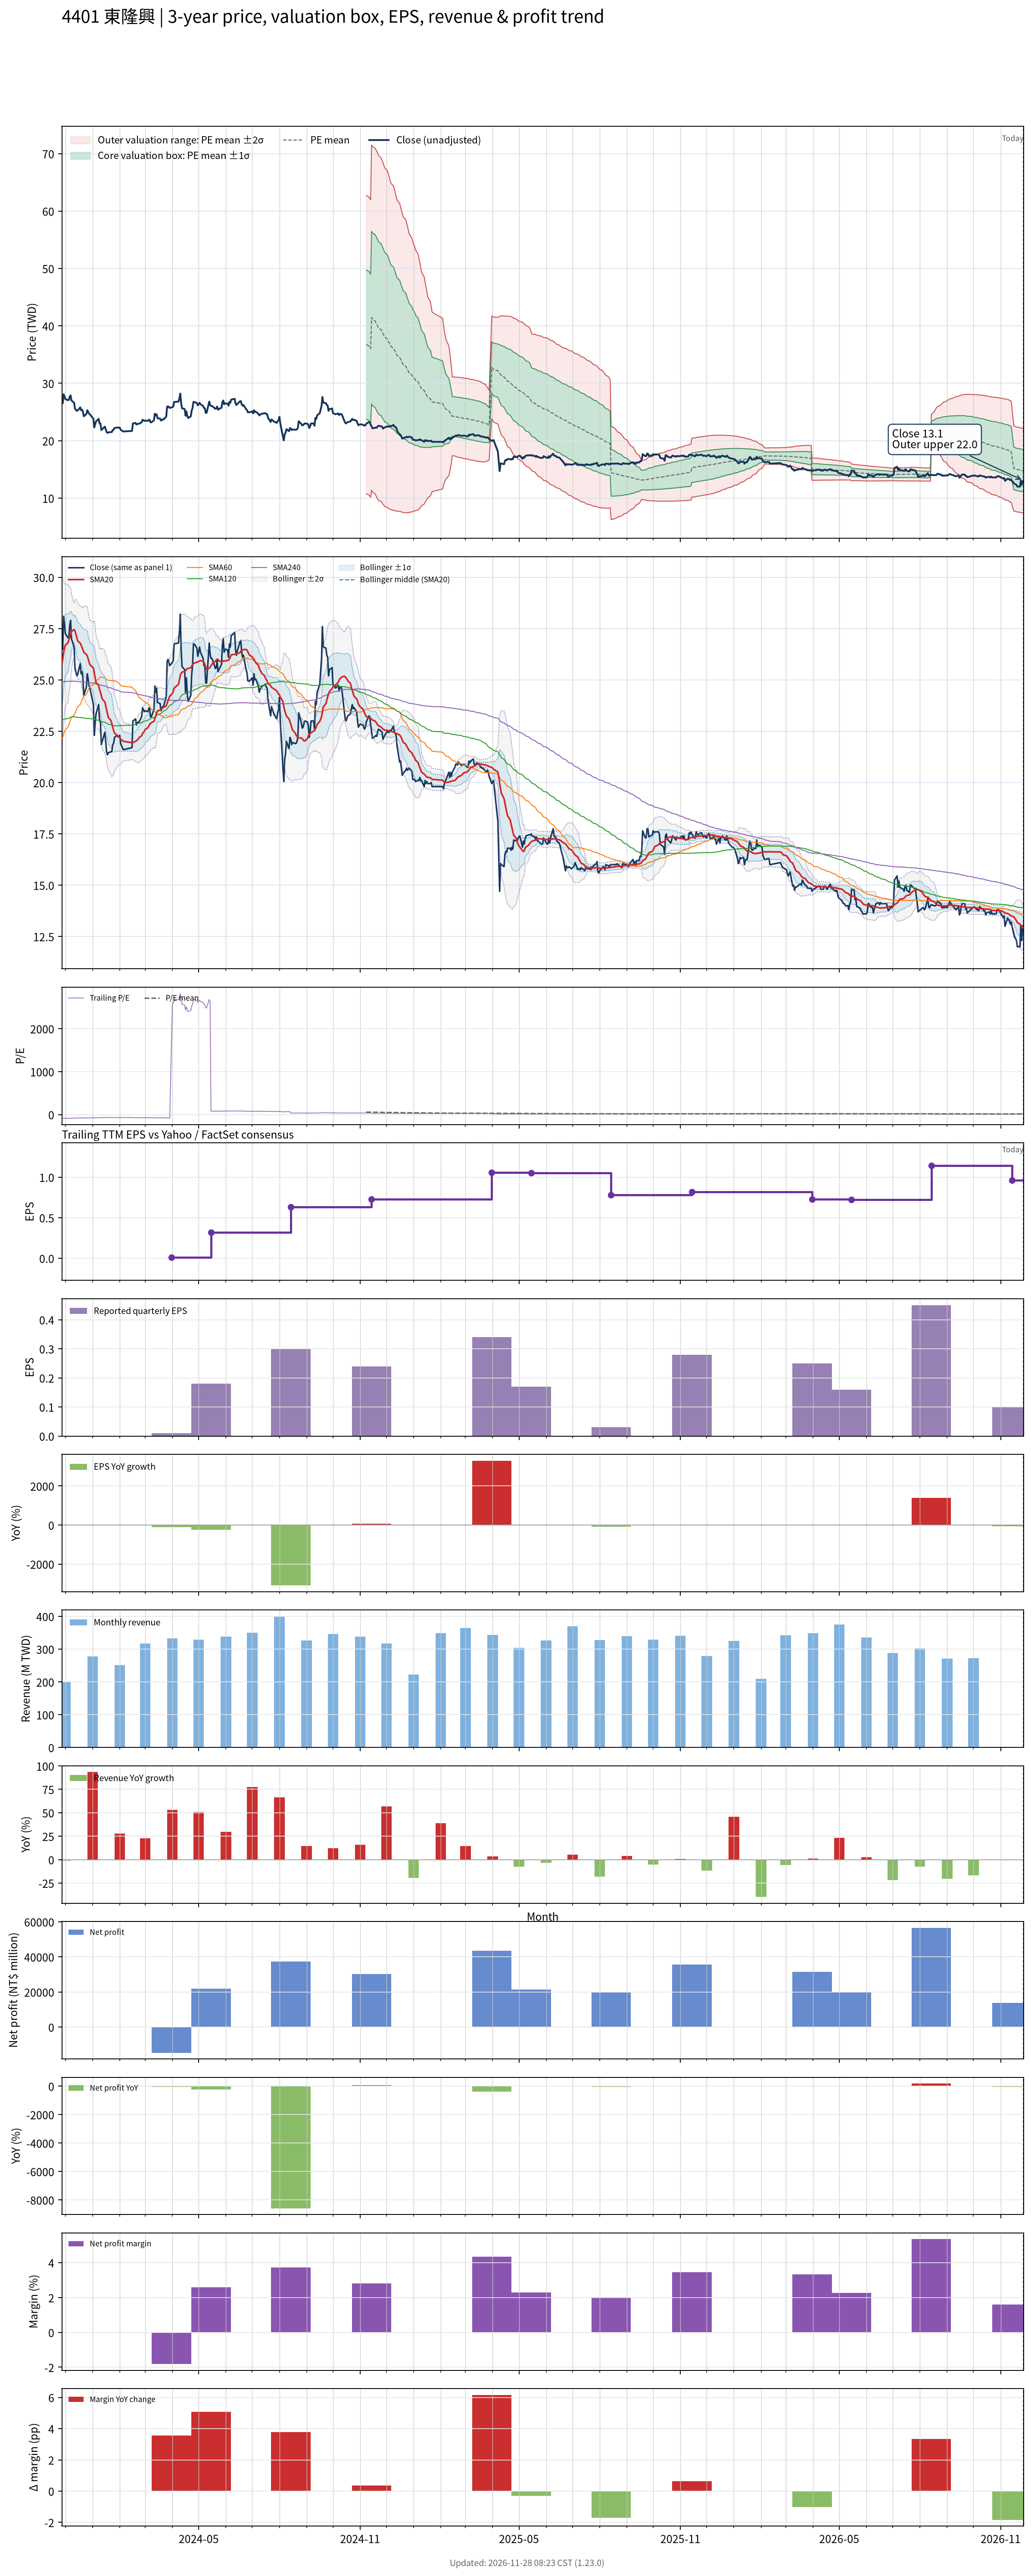 4401 東隆興 | 3-year price, valuation box, EPS, revenue & profit trend
Outer valuation range: PE mean ±2σ
PE mean
Close (unadjusted)
Core valuation box: PE mean ±1σ
Today
70
60
50
40
30
20
10
Price (TWD)
Close 13.1
Outer upper 22.0
Close (same as panel 1)
SMA20
SMA60
SMA120
SMA240
Bollinger ±2σ
Bollinger ±1σ
Bollinger middle (SMA20)
30.0
27.5
25.0
22.5
20.0
17.5
15.0
12.5
Price
Trailing P/E
P/E mean
2000
1000
0
P/E
Trailing TTM EPS vs Yahoo / FactSet consensus
Today
1.0
0.5
0.0
EPS
Reported quarterly EPS
0.4
0.3
0.2
0.1
0.0
EPS
EPS YoY growth
2000
0
-2000
YoY (%)
Monthly revenue
400
300
200
100
0
Revenue (M TWD)
Revenue YoY growth
100
75
50
25
0
-25
YoY (%)
Month
Net profit
60000
40000
20000
0
Net profit (NT$ million)
Net profit YoY
0
-2000
-4000
-6000
-8000
YoY (%)
Net profit margin
4
2
0
-2
Margin (%)
Margin YoY change
6
4
2
0
-2
Δ margin (pp)
2024-05
2024-11
2025-05
2025-11
2026-05
2026-11
Updated: 2026-11-28 08:23 CST (1.23.0)